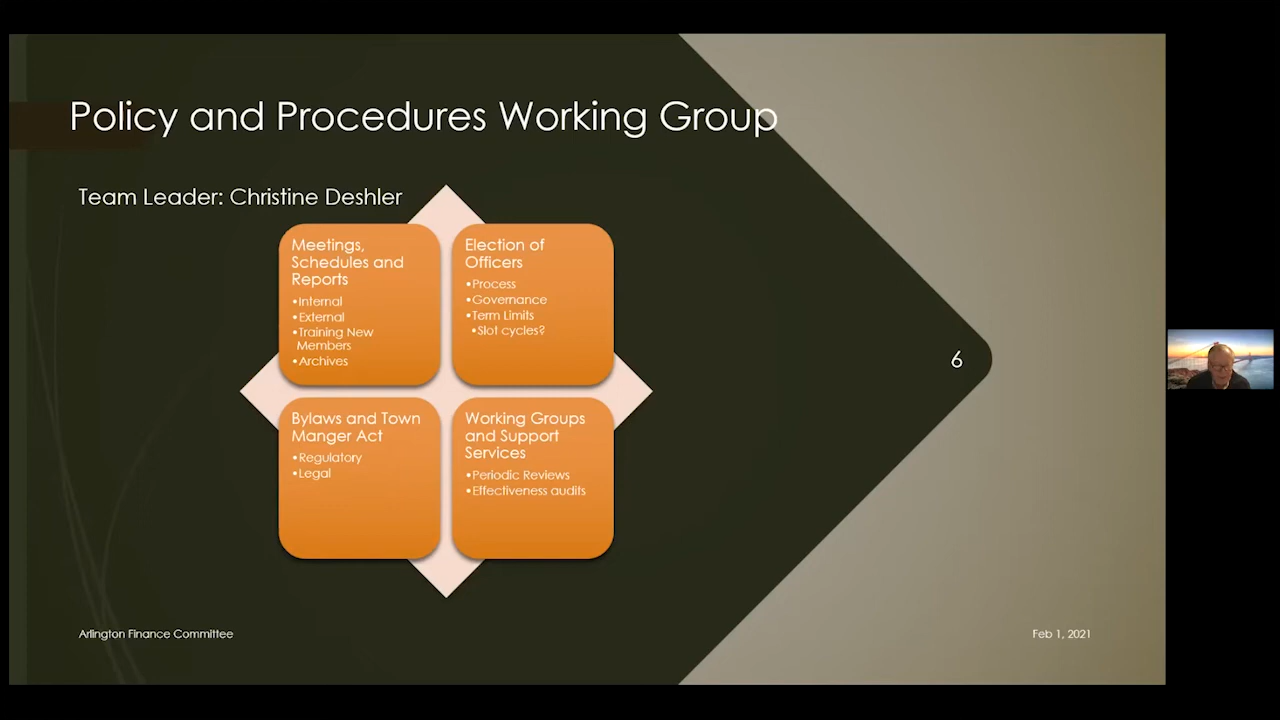 Policy and Procedures Working Group
Team Leader: Christine Deshler
Meetings,
Schedules and
Reports
•Internal
•External
•Training New
Members
•Archives
Election of
Officers
•Process
•Governance
•Term Limits
•Slot cycles?
Bylaws and Town
Manger Act
•Regulatory
•Legal
Working Groups
and Support
Services
•Periodic Reviews
•Effectiveness audits
6
Arlington Finance Committee
Feb 1, 2021